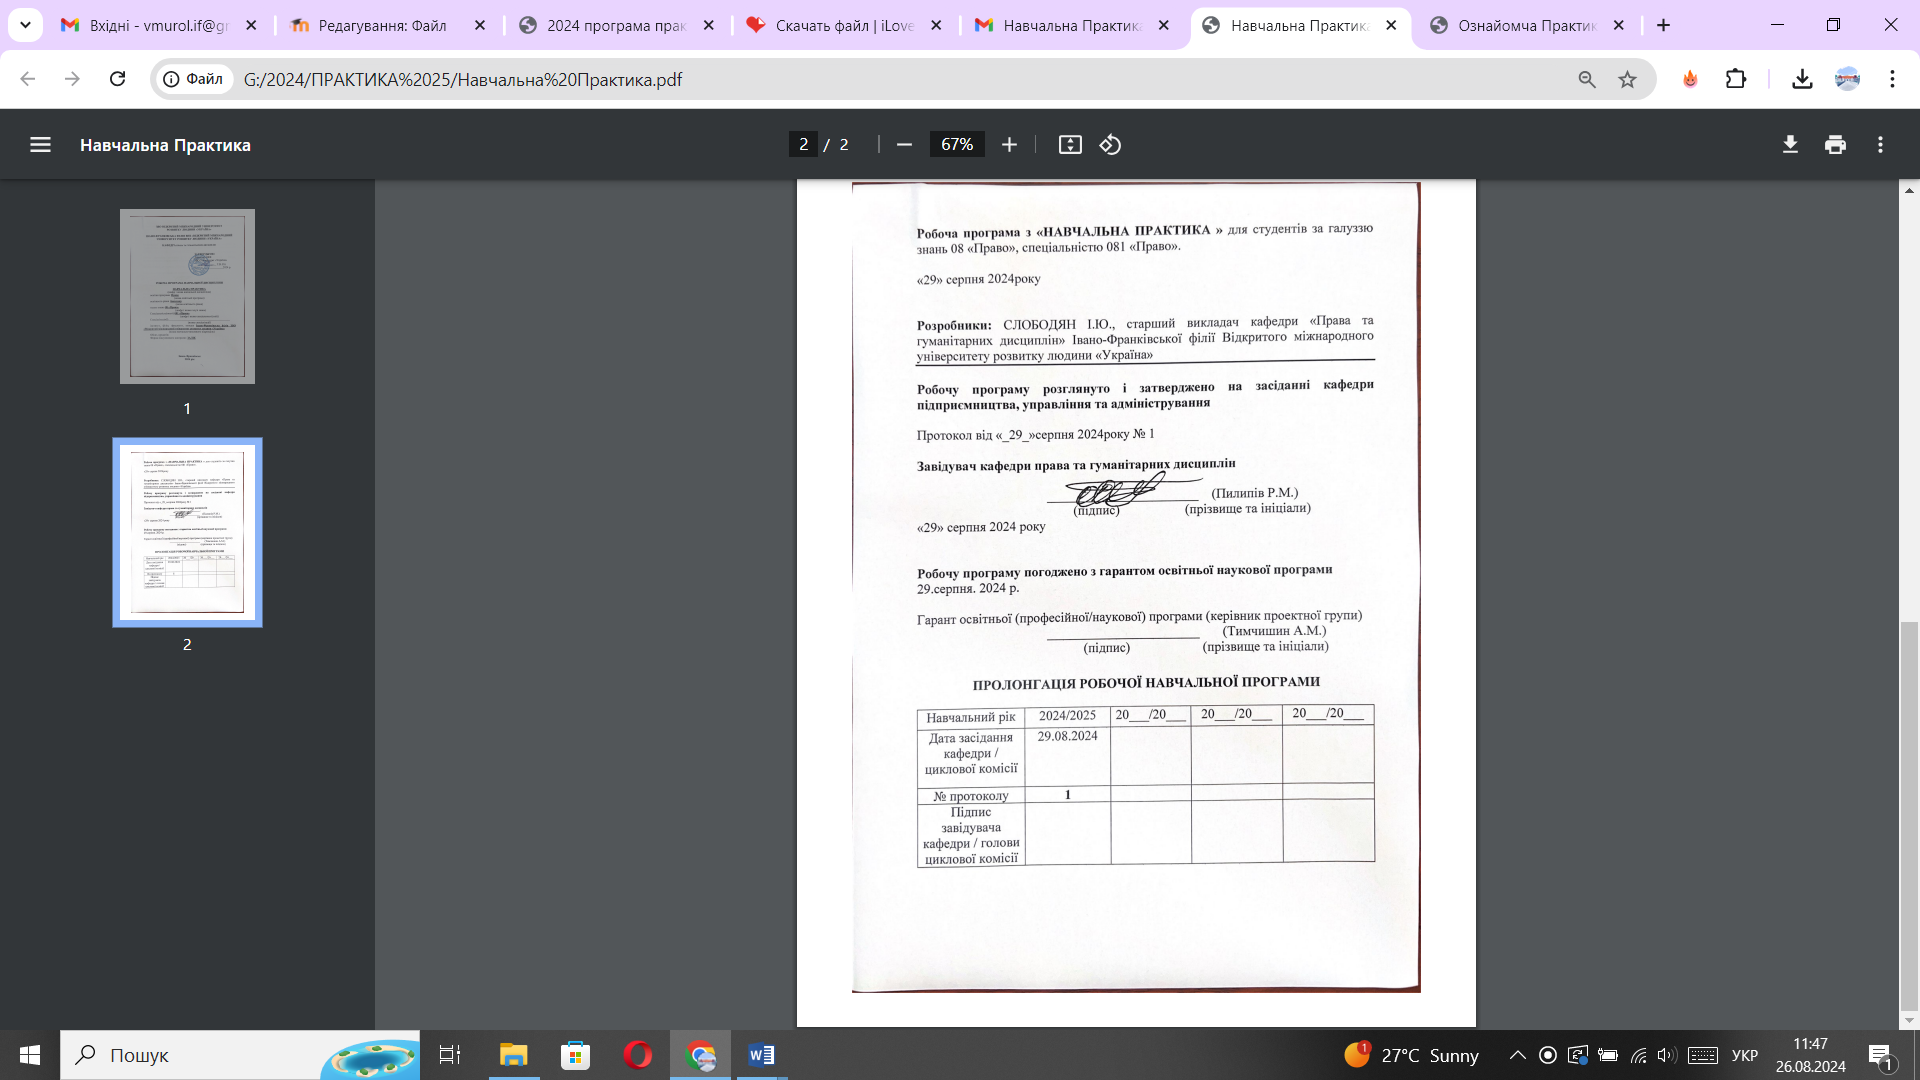 Вхідні - vmurol.if@gr
Редагування: Файл
2024 програма прак
Скачать файл | iLove
Навчальна Практика
Навчальна Практика
Ознайомча Практик
Файл
G:/2024/ПРАКТИКА%2025/Навчальна%20Практика.pdf
Навчальна Практика
2 / 2
67%
1
2
Робоча програма з «НАВЧАЛЬНА ПРАКТИКА » для студентів за галуззю
знань 08 «Право», спеціальністю 081 «Право».
«29» серпня 2024року
Розробники: СЛОБОДЯН І.Ю., старший викладач кафедри «Права та
гуманітарних дисциплін» Івано-Франківської філії Відкритого міжнародного
університету розвитку людини «Україна»
Робочу програму розглянуто і затверджено на засіданні кафедри
підприємництва, управління та адміністрування
Протокол від «_29_»серпня 2024року № 1
Завідувач кафедри права та гуманітарних дисциплін
(Пилипів Р.М.)
(підпис) (прізвище та ініціали)
«29» серпня 2024 року
Робочу програму погоджено з гарантом освітньої наукової програми
29.серпня. 2024 р.
Гарант освітньої (професійної/наукової) програми (керівник проектної групи)
(Тимчишин А.М.)
(підпис) (прізвище та ініціали)
ПРОЛОНГАЦІЯ РОБОЧОЇ НАВЧАЛЬНОЇ ПРОГРАМИ
Навчальний рік 2024/2025 20___/20___ 20___/20___ 20___/20___
Дата засідання 29.08.2024
кафедри /
циклової комісії
№ протоколу 1
Підпис
завідувача
кафедри / голови
циклової комісії
Пошук
27°C Sunny
УКР
11:47
26.08.2024
1